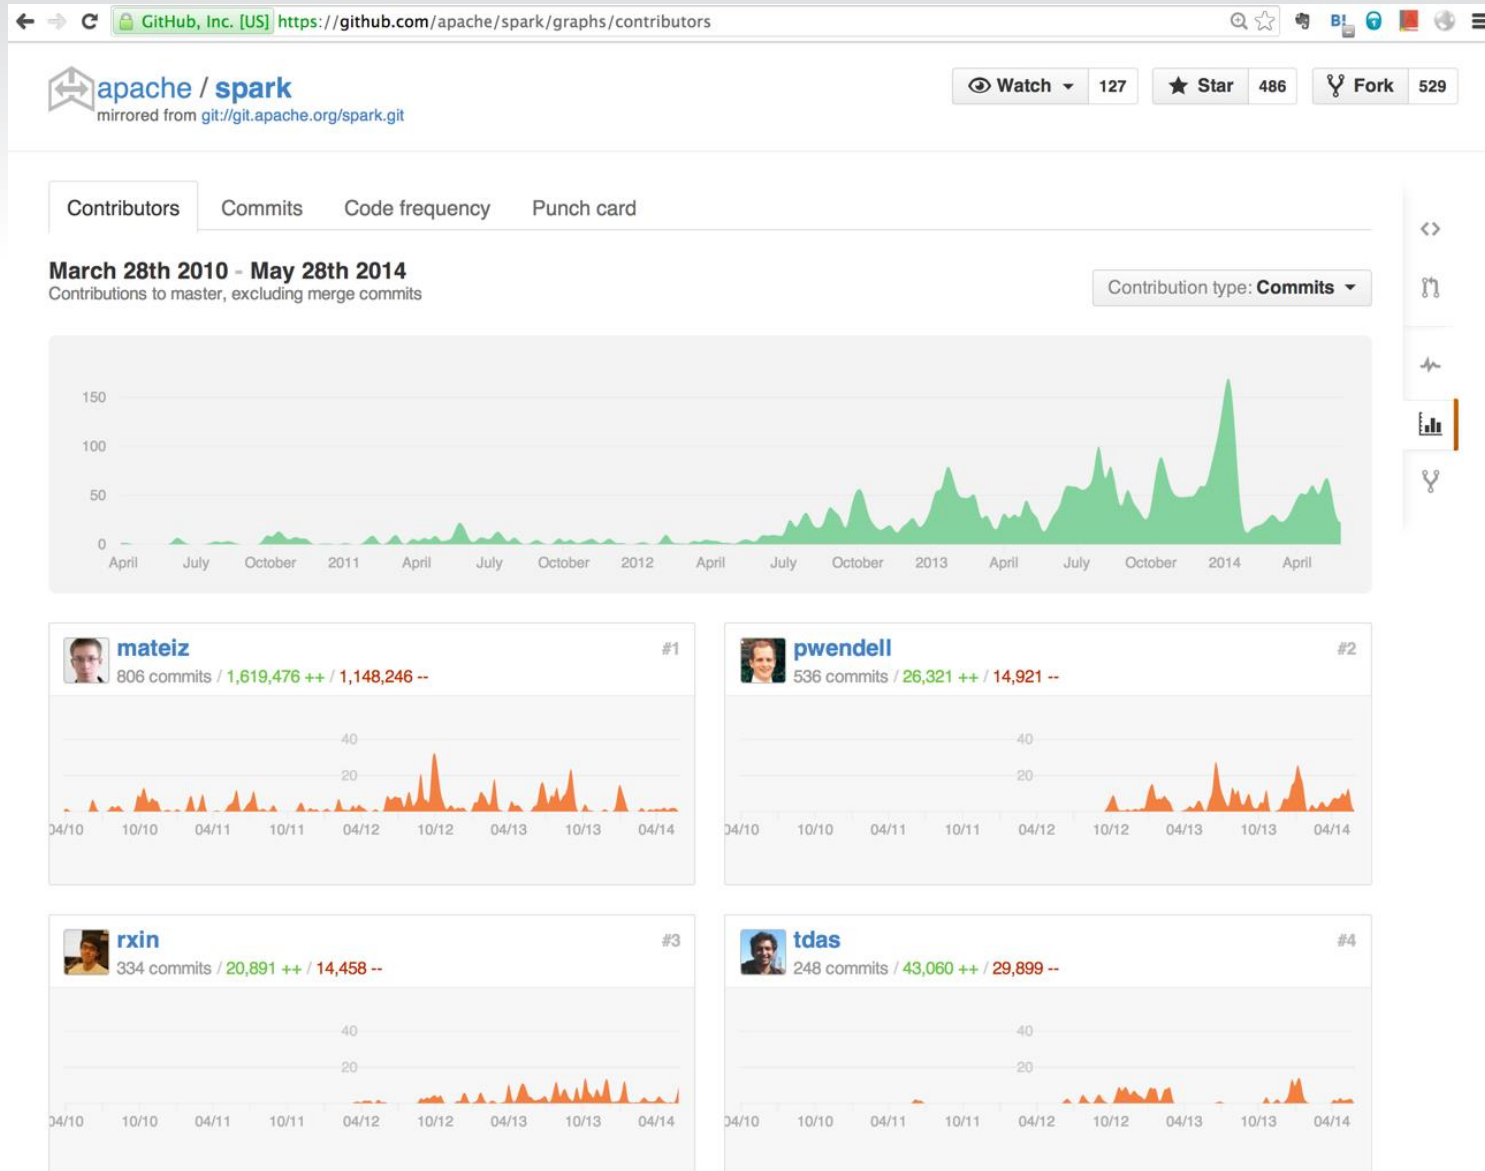 GitHub, Inc. [US] https://github.com/apache/spark/graphs/contributors
B!
apache / spark
mirrored from git://git.apache.org/spark.git
Watch 127 Star 486 Fork 529
Contributors Commits Code frequency Punch card
March 28th 2010 - May 28th 2014
Contributions to master, excluding merge commits
Contribution type: Commits
150
100
50
0
April July October 2011 April July October 2012 April July October 2013 April July October 2014 April
mateiz #1
806 commits / 1,619,476 ++ / 1,148,246 --
40
20
04/10 10/10 04/11 10/11 04/12 10/12 04/13 10/13 04/14
pwendell #2
536 commits / 26,321 ++ / 14,921 --
40
20
04/10 10/10 04/11 10/11 04/12 10/12 04/13 10/13 04/14
rxin #3
334 commits / 20,891 ++ / 14,458 --
40
20
04/10 10/10 04/11 10/11 04/12 10/12 04/13 10/13 04/14
tdas #4
248 commits / 43,060 ++ / 29,899 --
40
20
04/10 10/10 04/11 10/11 04/12 10/12 04/13 10/13 04/14